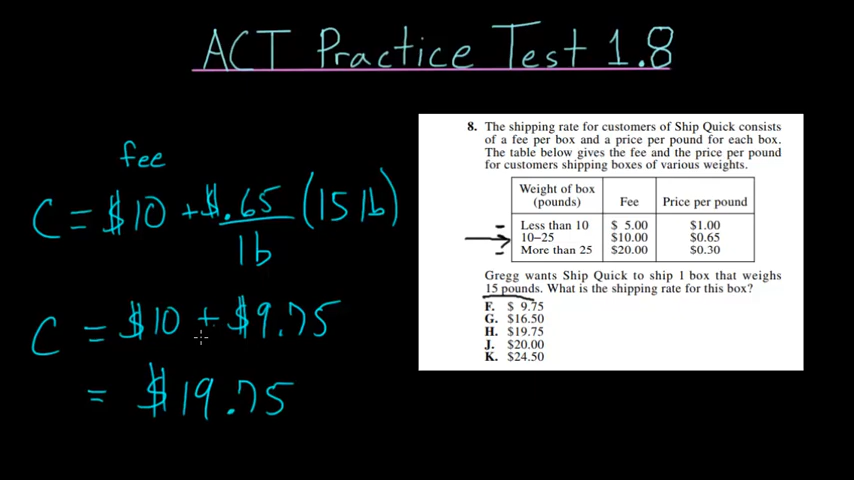 ACT Practice Test 1.8
fee
C = $10 + $.65/lb (15 lb)
C = $10 + $9.75
= $19.75
8. The shipping rate for customers of Ship Quick consists
of a fee per box and a price per pound for each box.
The table below gives the fee and the price per pound
for customers shipping boxes of various weights.
Weight of box
(pounds) Fee Price per pound
Less than 10 $ 5.00 $1.00
10–25 $10.00 $0.65
More than 25 $20.00 $0.30
Gregg wants Ship Quick to ship 1 box that weighs
15 pounds. What is the shipping rate for this box?
F. $ 9.75
G. $16.50
H. $19.75
J. $20.00
K. $24.50